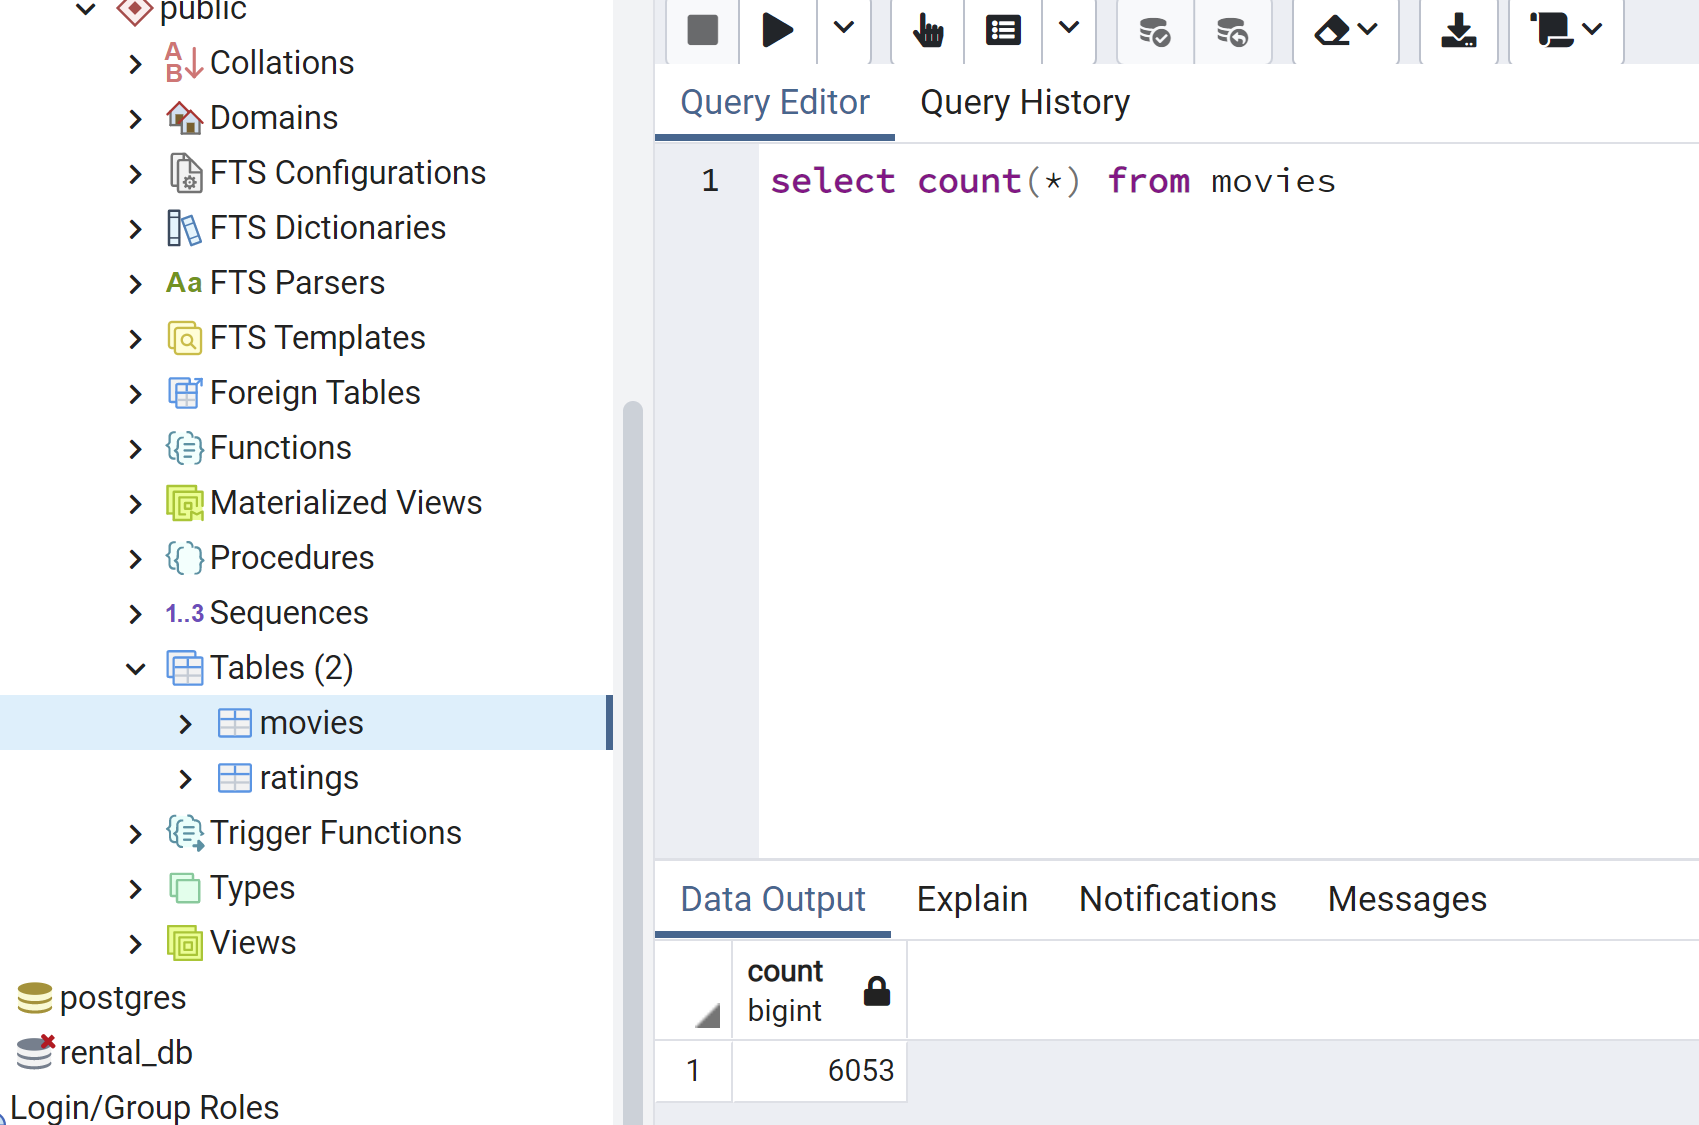 public
Collations
Domains
FTS Configurations
FTS Dictionaries
Aa FTS Parsers
FTS Templates
Foreign Tables
Functions
Materialized Views
Procedures
1..3 Sequences
Tables (2)
movies
ratings
Trigger Functions
Types
Views
postgres
rental_db
Login/Group Roles
Query Editor Query History
1 select count(*) from movies
Data Output Explain Notifications Messages
count
bigint
1 6053